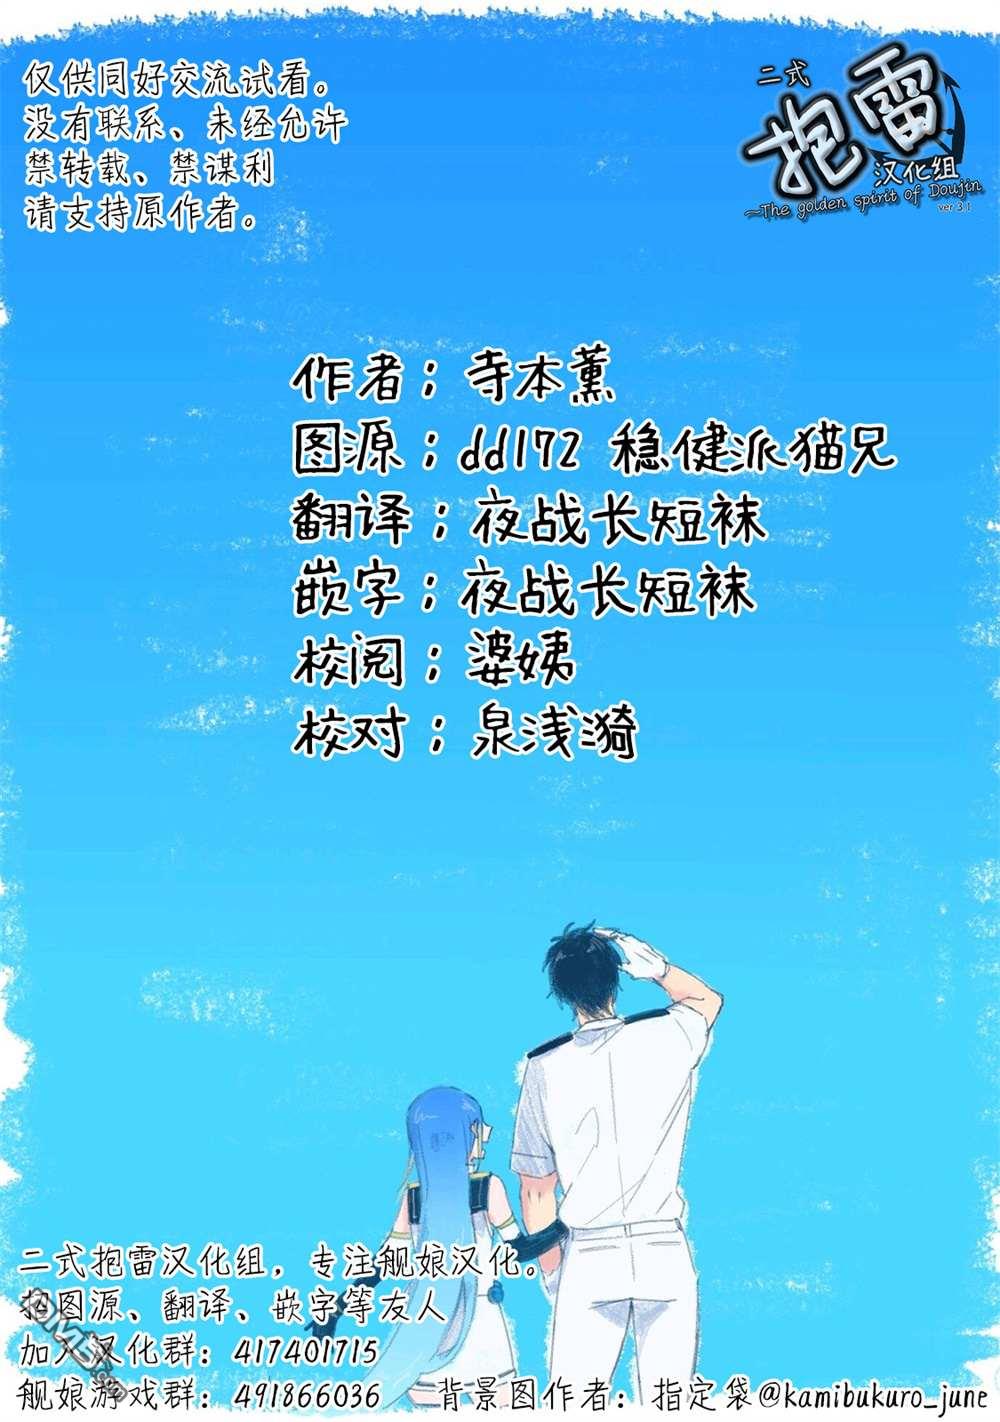 仅供同好交流试看。
没有联系、未经允许
禁转载、禁谋利
请支持原作者。
二式
抱雷
汉化组
~The golden spirit of Doujin
ver 3.1
作者；寺本薫
图源；dd172 稳健派猫兄
翻译；夜战长短袜
嵌字；夜战长短袜
校阅；婆姨
校对；泉浅漪
二式抱雷汉化组，专注舰娘汉化。
招图源、翻译、嵌字等友人
加入汉化群：417401715
舰娘游戏群：491866036 背景图作者：指定袋@kamibukuro_june